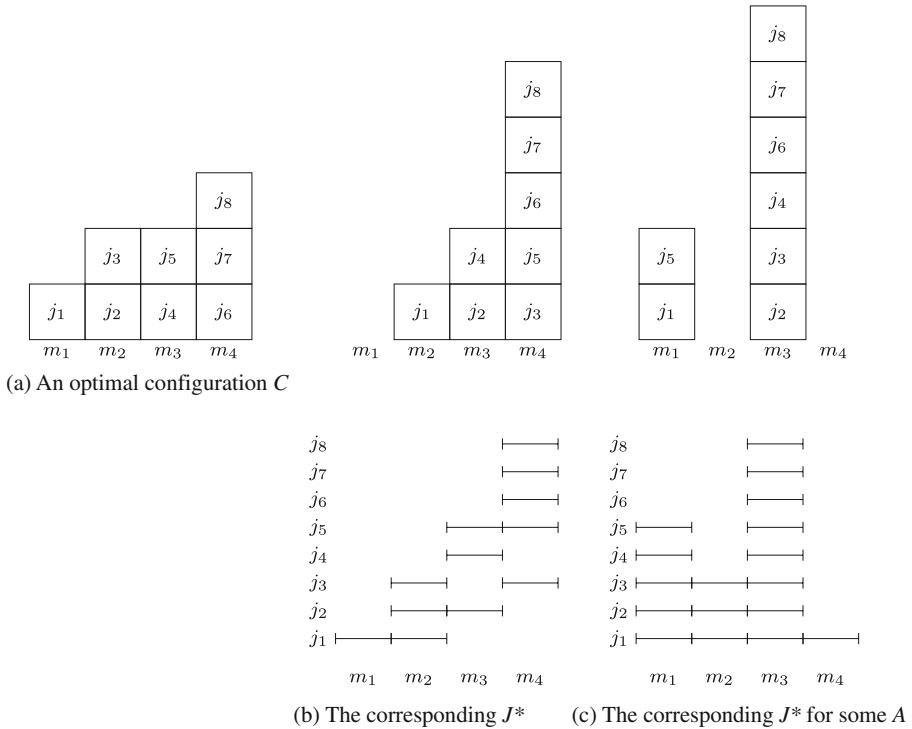 j₈
j₈ j₇
j₇ j₆
j₈ j₆ j₄
j₃ j₅ j₇ j₄ j₅ j₅ j₃
j₁ j₂ j₄ j₆ j₁ j₂ j₃ j₁ j₂
m₁ m₂ m₃ m₄ m₁ m₂ m₃ m₄ m₁ m₂ m₃ m₄
(a) An optimal configuration C
j₈ j₈
j₇ j₇
j₆ j₆
j₅ j₅
j₄ j₄
j₃ j₃
j₂ j₂
j₁ j₁
m₁ m₂ m₃ m₄ m₁ m₂ m₃ m₄
(b) The corresponding J* (c) The corresponding J* for some A